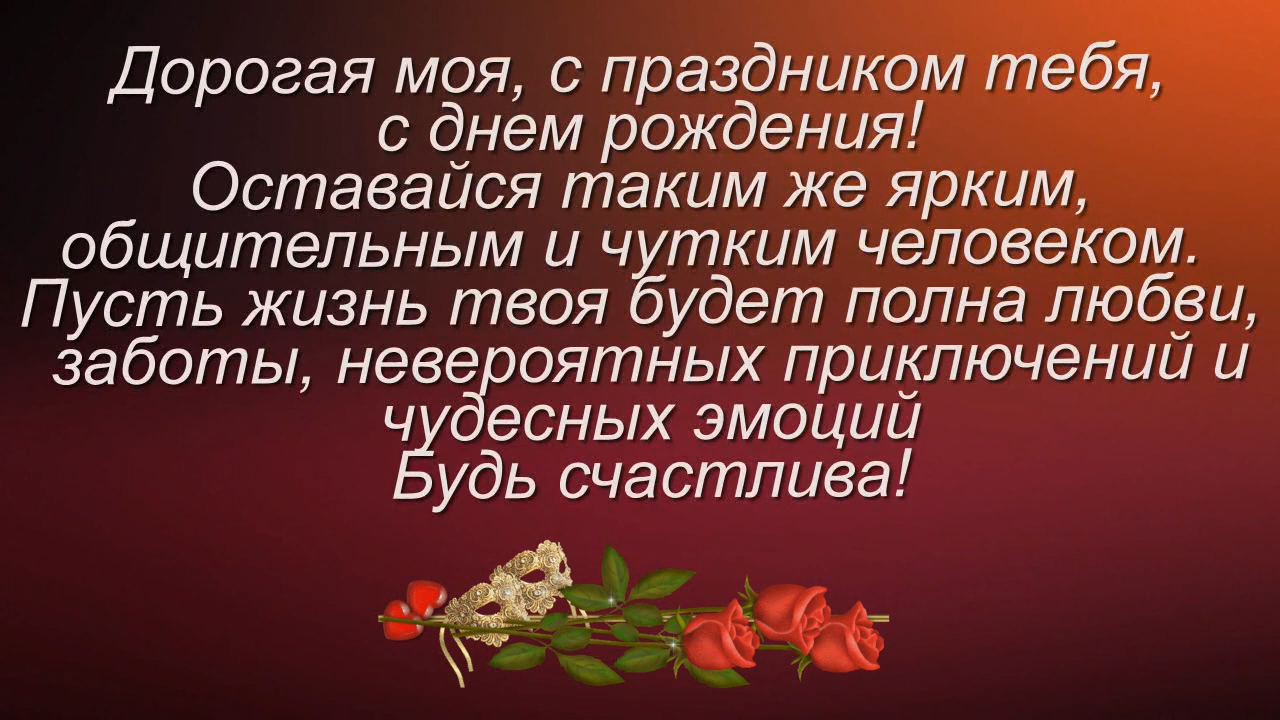 Дорогая моя, с праздником тебя,
с днем рождения!
Оставайся таким же ярким,
общительным и чутким человеком.
Пусть жизнь твоя будет полна любви,
заботы, невероятных приключений и
чудесных эмоций
Будь счастлива!